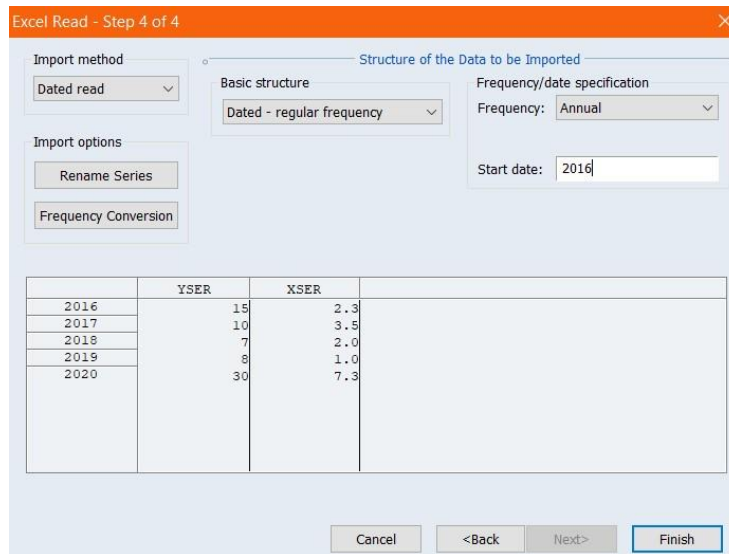 Excel Read - Step 4 of 4
Import method
Dated read
Import options
Rename Series
Frequency Conversion
Structure of the Data to be Imported
Basic structure
Dated - regular frequency
Frequency/date specification
Frequency: Annual
Start date: 2016
YSER XSER
2016 15 2.3
2017 10 3.5
2018 7 2.0
2019 8 1.0
2020 30 7.3
Cancel <Back Next> Finish